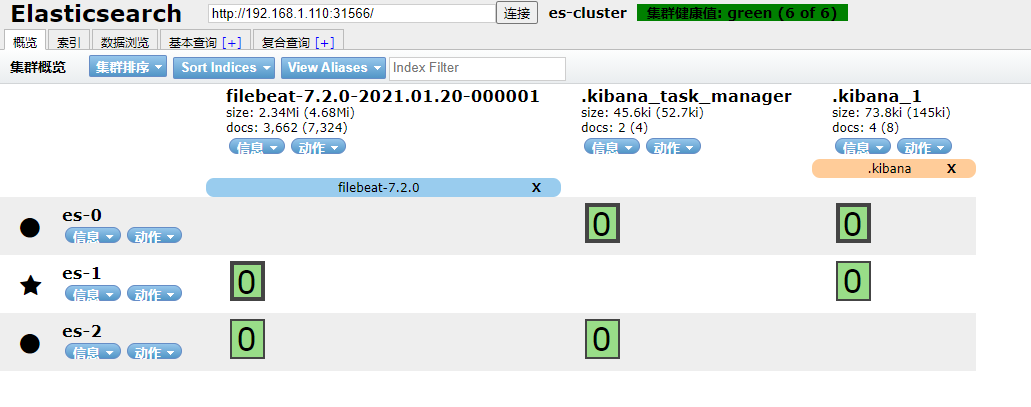 Elasticsearch http://192.168.1.110:31566/ 连接 es-cluster 集群健康值: green (6 of 6)
概览 索引 数据浏览 基本查询 [+] 复合查询 [+]
集群概览 集群排序 Sort Indices View Aliases Index Filter
filebeat-7.2.0-2021.01.20-000001 .kibana_task_manager .kibana_1
size: 2.34Mi (4.68Mi) size: 45.6ki (52.7ki) size: 73.8ki (145ki)
docs: 3,662 (7,324) docs: 2 (4) docs: 4 (8)
信息 动作 信息 动作 信息 动作
.kibana X
filebeat-7.2.0 X
es-0 0 0
信息 动作
es-1 0 0
信息 动作
es-2 0 0
信息 动作